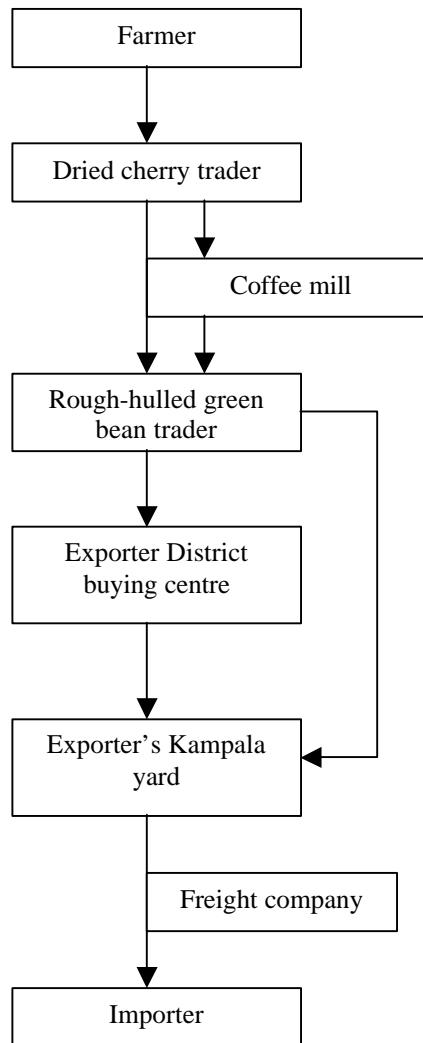 Farmer
Dried cherry trader
Coffee mill
Rough-hulled green
bean trader
Exporter District
buying centre
Exporter’s Kampala
yard
Freight company
Importer